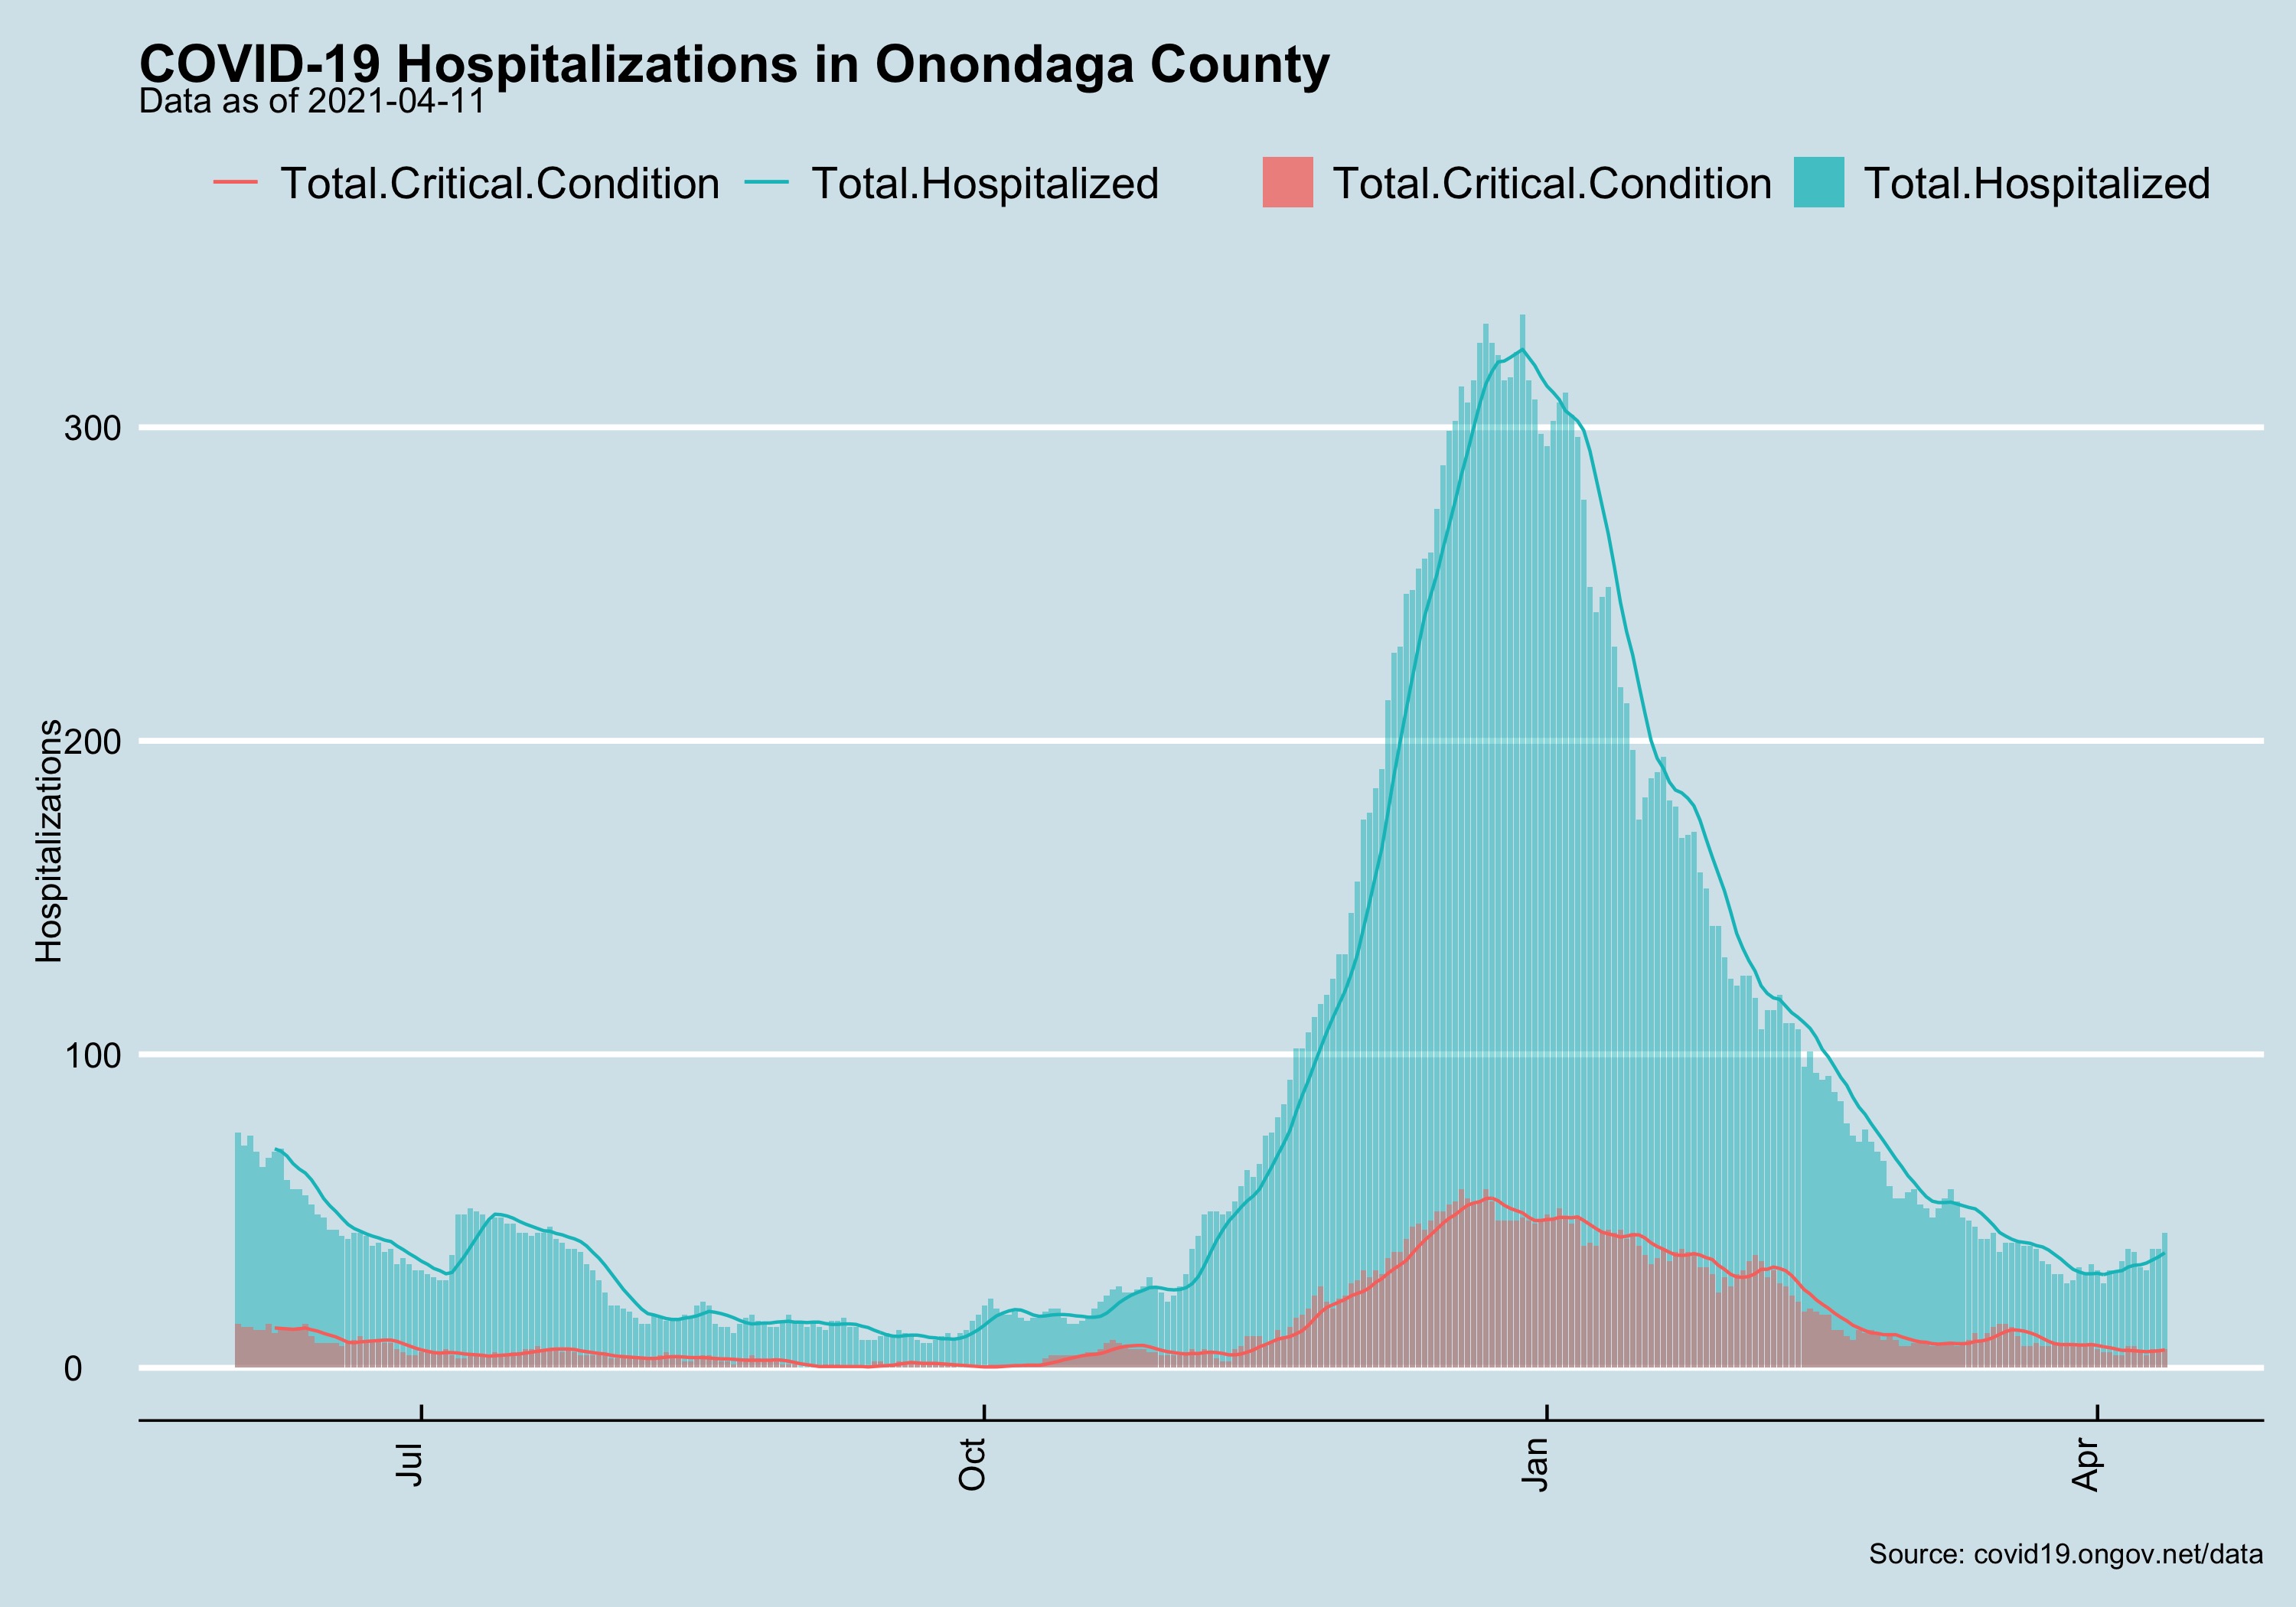 COVID-19 Hospitalizations in Onondaga County
Data as of 2021-04-11
Total.Critical.Condition Total.Hospitalized Total.Critical.Condition Total.Hospitalized
Hospitalizations
300
200
100
0
Jul Oct Jan Apr
Source: covid19.ongov.net/data